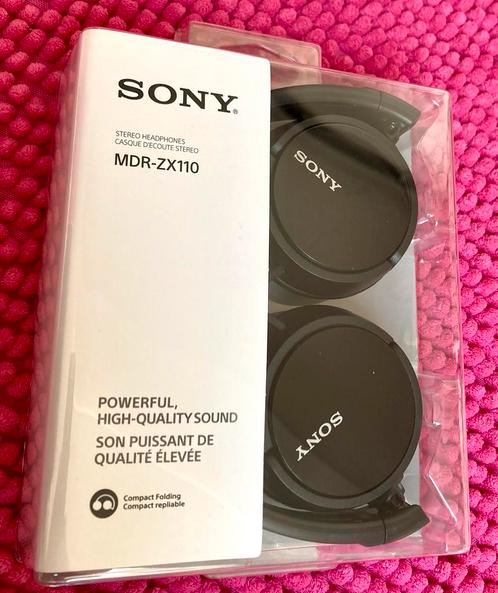 SONY®
STEREO HEADPHONES
CASQUE D'ECOUTE STEREO
MDR-ZX110
POWERFUL,
HIGH-QUALITY SOUND
SON PUISSANT DE
QUALITÉ ÉLEVÉE
Compact Folding
Compact repliable
SONY
SONY